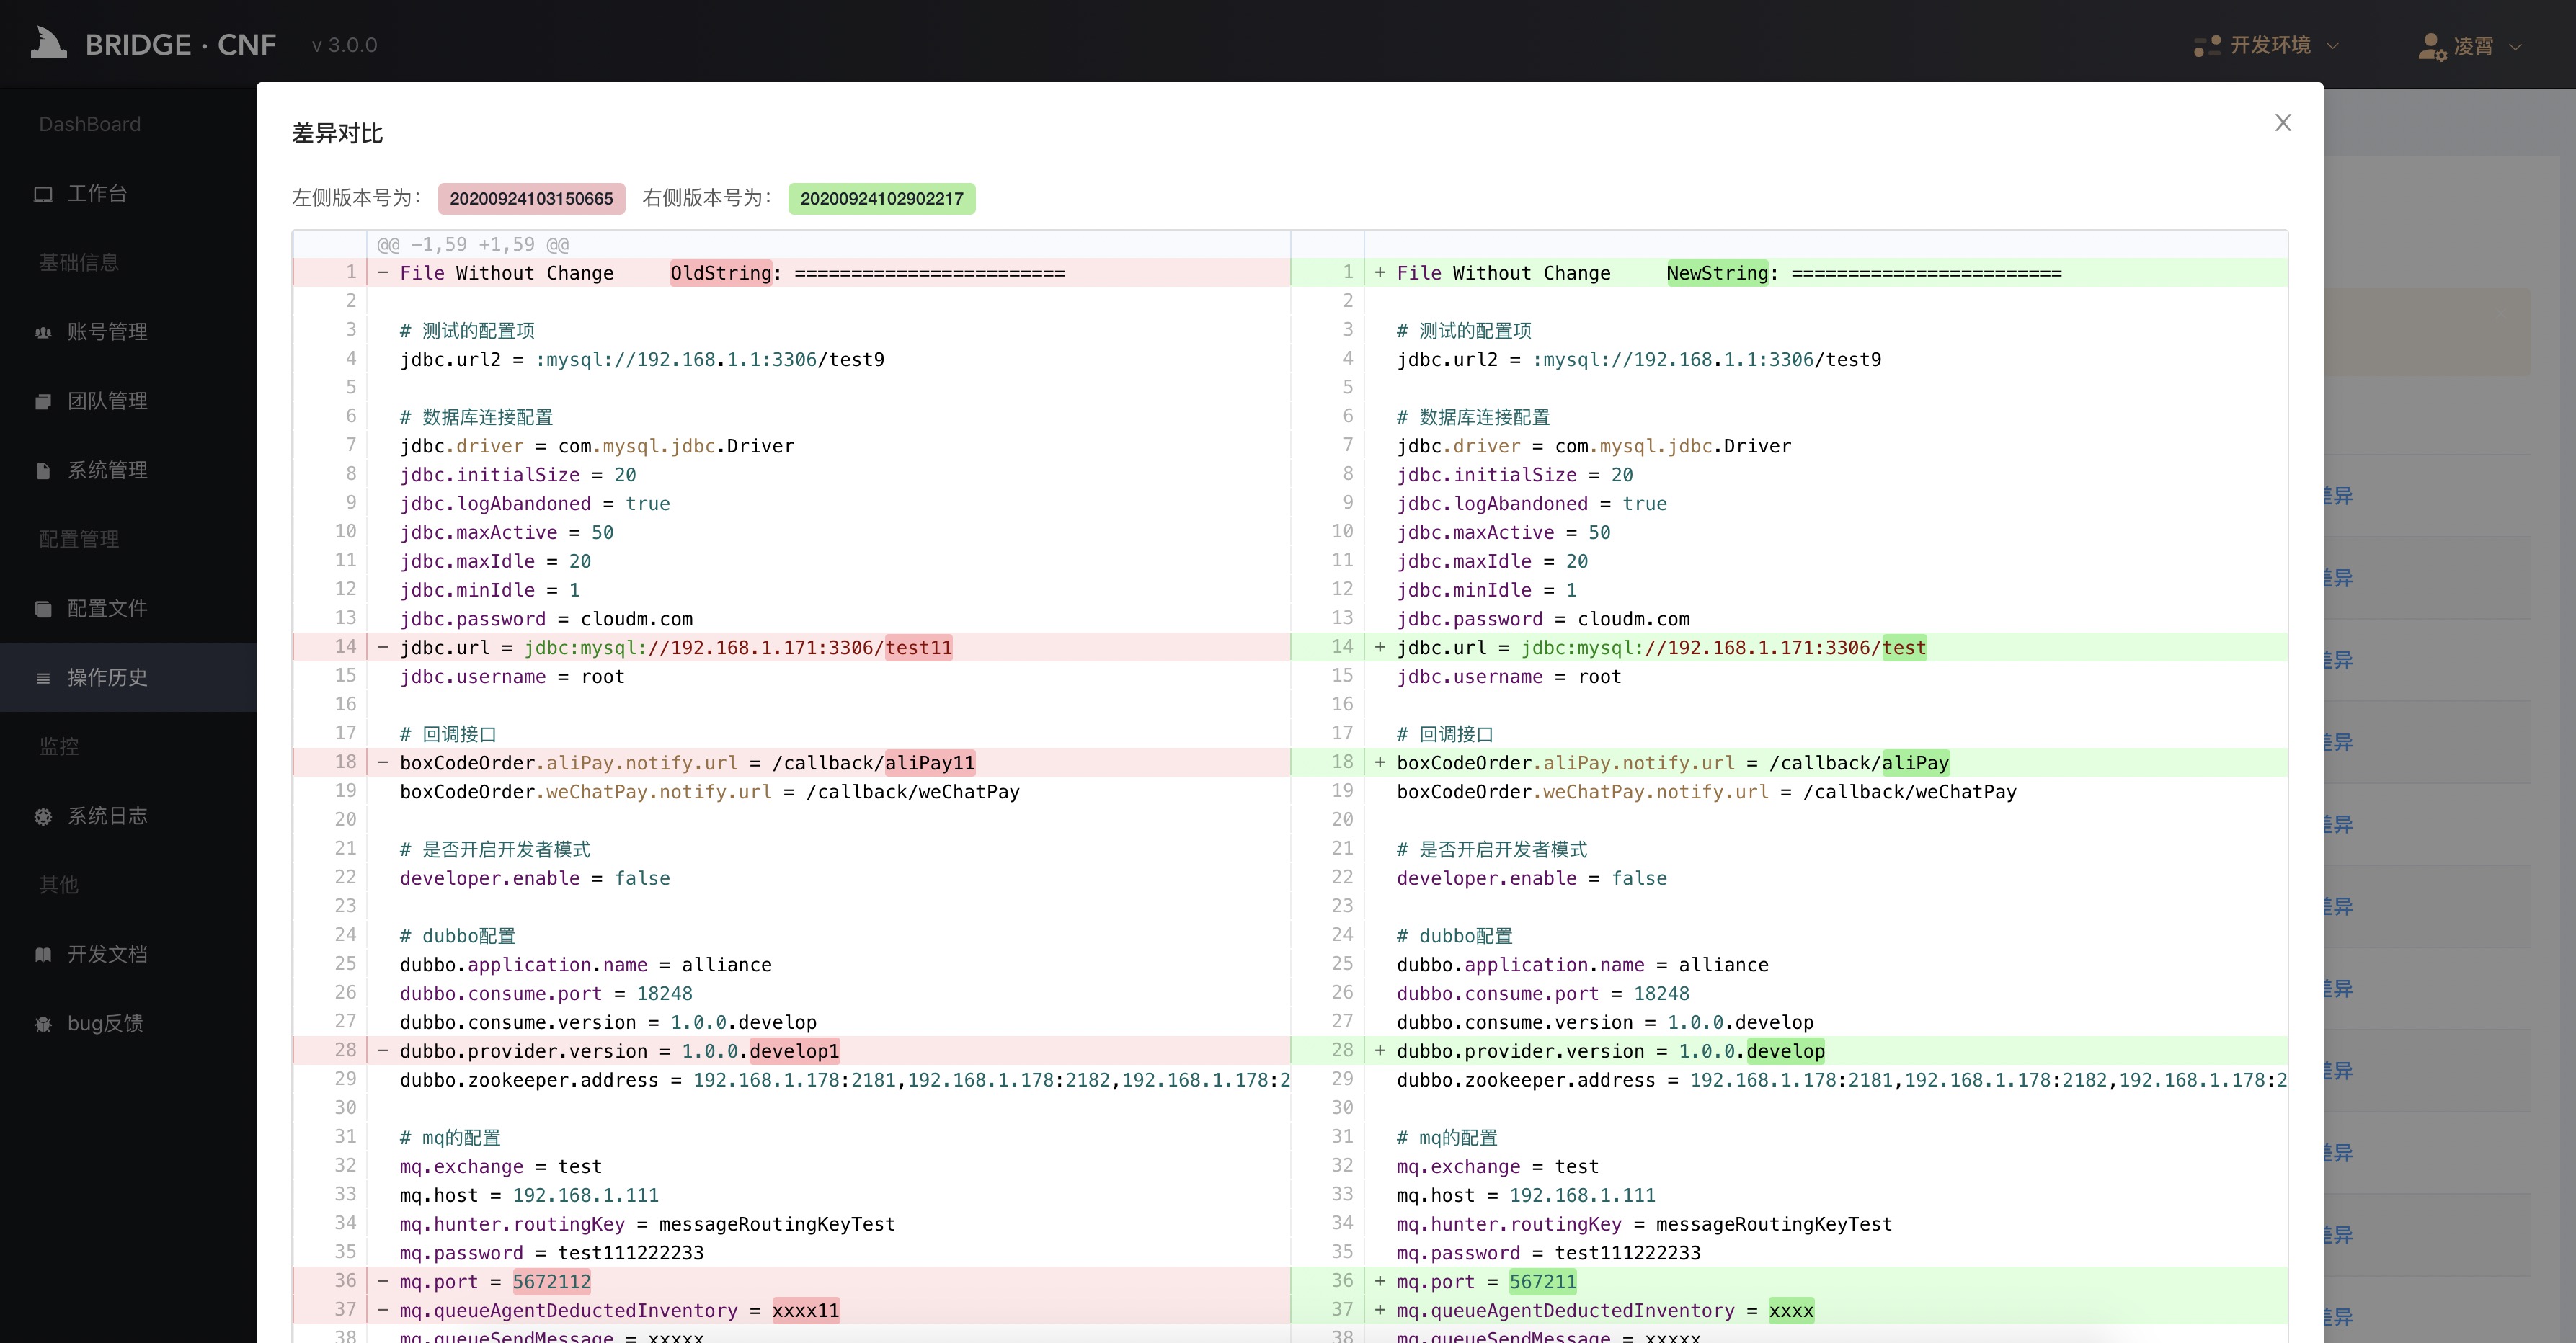 BRIDGE · CNF v 3.0.0
开发环境
凌霄
DashBoard
工作台
基础信息
账号管理
团队管理
系统管理
配置管理
配置文件
操作历史
监控
系统日志
其他
开发文档
bug反馈
差异对比
左侧版本号为： 20200924103150665 右侧版本号为： 20200924102902217
@@ -1,59 +1,59 @@
1 - File Without Change OldString: ========================
2
3 # 测试的配置项
4 jdbc.url2 = :mysql://192.168.1.1:3306/test9
5
6 # 数据库连接配置
7 jdbc.driver = com.mysql.jdbc.Driver
8 jdbc.initialSize = 20
9 jdbc.logAbandoned = true
10 jdbc.maxActive = 50
11 jdbc.maxIdle = 20
12 jdbc.minIdle = 1
13 jdbc.password = cloudm.com
14 - jdbc.url = jdbc:mysql://192.168.1.171:3306/test11
15 jdbc.username = root
16
17 # 回调接口
18 - boxCodeOrder.aliPay.notify.url = /callback/aliPay11
19 boxCodeOrder.weChatPay.notify.url = /callback/weChatPay
20
21 # 是否开启开发者模式
22 developer.enable = false
23
24 # dubbo配置
25 dubbo.application.name = alliance
26 dubbo.consume.port = 18248
27 dubbo.consume.version = 1.0.0.develop
28 - dubbo.provider.version = 1.0.0.develop1
29 dubbo.zookeeper.address = 192.168.1.178:2181,192.168.1.178:2182,192.168.1.178:2
30
31 # mq的配置
32 mq.exchange = test
33 mq.host = 192.168.1.111
34 mq.hunter.routingKey = messageRoutingKeyTest
35 mq.password = test111222233
36 - mq.port = 5672112
37 - mq.queueAgentDeductedInventory = xxxx11
38 mq.queueSendMessage = xxxxx
1 + File Without Change NewString: ========================
2
3 # 测试的配置项
4 jdbc.url2 = :mysql://192.168.1.1:3306/test9
5
6 # 数据库连接配置
7 jdbc.driver = com.mysql.jdbc.Driver
8 jdbc.initialSize = 20
9 jdbc.logAbandoned = true
10 jdbc.maxActive = 50
11 jdbc.maxIdle = 20
12 jdbc.minIdle = 1
13 jdbc.password = cloudm.com
14 + jdbc.url = jdbc:mysql://192.168.1.171:3306/test
15 jdbc.username = root
16
17 # 回调接口
18 + boxCodeOrder.aliPay.notify.url = /callback/aliPay
19 boxCodeOrder.weChatPay.notify.url = /callback/weChatPay
20
21 # 是否开启开发者模式
22 developer.enable = false
23
24 # dubbo配置
25 dubbo.application.name = alliance
26 dubbo.consume.port = 18248
27 dubbo.consume.version = 1.0.0.develop
28 + dubbo.provider.version = 1.0.0.develop
29 dubbo.zookeeper.address = 192.168.1.178:2181,192.168.1.178:2182,192.168.1.178:2
30
31 # mq的配置
32 mq.exchange = test
33 mq.host = 192.168.1.111
34 mq.hunter.routingKey = messageRoutingKeyTest
35 mq.password = test111222233
36 + mq.port = 567211
37 + mq.queueAgentDeductedInventory = xxxx
38 mq.queueSendMessage = xxxxx
差异
差异
差异
差异
差异
差异
差异
差异
差异
差异
差异